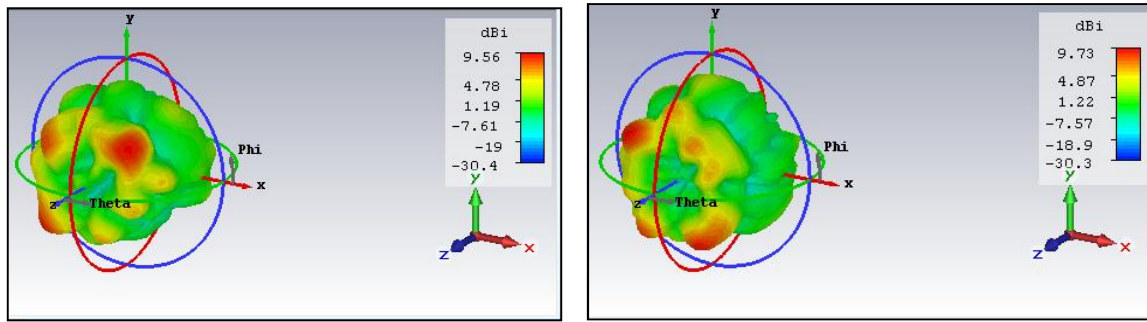 y
dBi
9.56
4.78
1.19
-7.61
-19
-30.4
Phi
x
z
Theta
y
x
z
y
dBi
9.73
4.87
1.22
-7.57
-18.9
-30.3
Phi
x
z
Theta
y
x
z